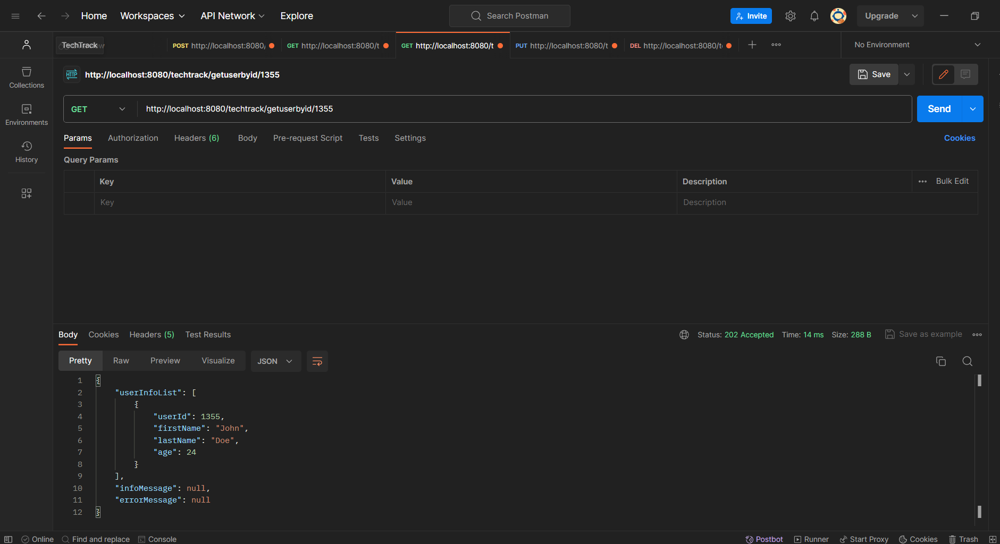 Home Workspaces API Network Explore Search Postman Invite Upgrade
TechTrack POST http://localhost:8080/ GET http://localhost:8080/t GET http://localhost:8080/t PUT http://localhost:8080/t DEL http://localhost:8080/t No Environment
HTTP http://localhost:8080/techtrack/getuserbyid/1355 Save
Collections
GET http://localhost:8080/techtrack/getuserbyid/1355 Send
Environments
Params Authorization Headers (6) Body Pre-request Script Tests Settings Cookies
History
Query Params
Key Value Description Bulk Edit
Key Value Description
Body Cookies Headers (5) Test Results Status: 202 Accepted Time: 14 ms Size: 288 B Save as example
Pretty Raw Preview Visualize JSON
1 {
2 "userInfoList": [
3 {
4 "userId": 1355,
5 "firstName": "John",
6 "lastName": "Doe",
7 "age": 24
8 }
9 ],
10 "infoMessage": null,
11 "errorMessage": null
12 }
Online Find and replace Console Postbot Runner Start Proxy Cookies Trash